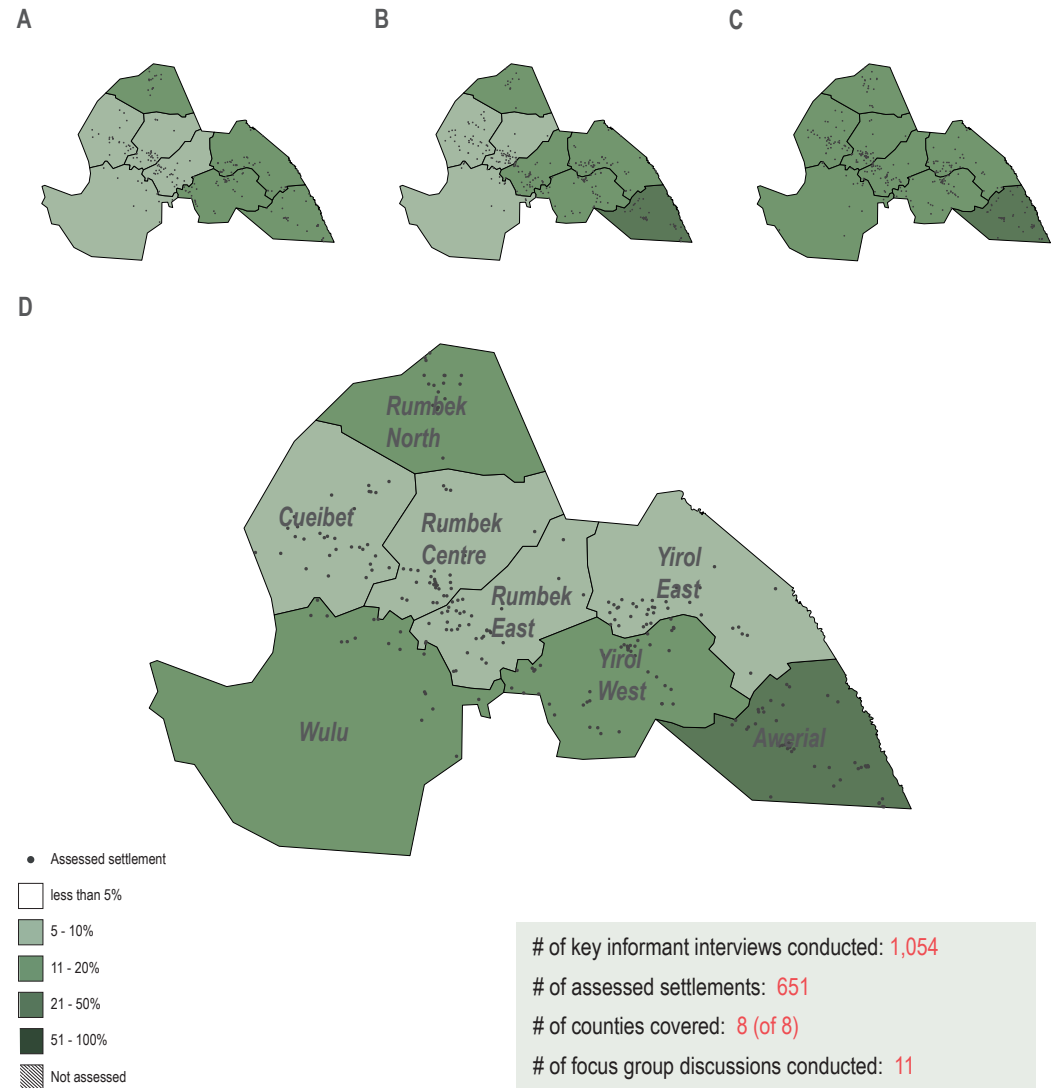 A
B
C
D
Rumbek
North
Cueibet
Rumbek
Centre
Yirol
East
Rumbek
East
Yirol
West
Wulu
Awerial
Assessed settlement
less than 5%
5 - 10%
11 - 20%
21 - 50%
51 - 100%
Not assessed
# of key informant interviews conducted: 1,054
# of assessed settlements: 651
# of counties covered: 8 (of 8)
# of focus group discussions conducted: 11